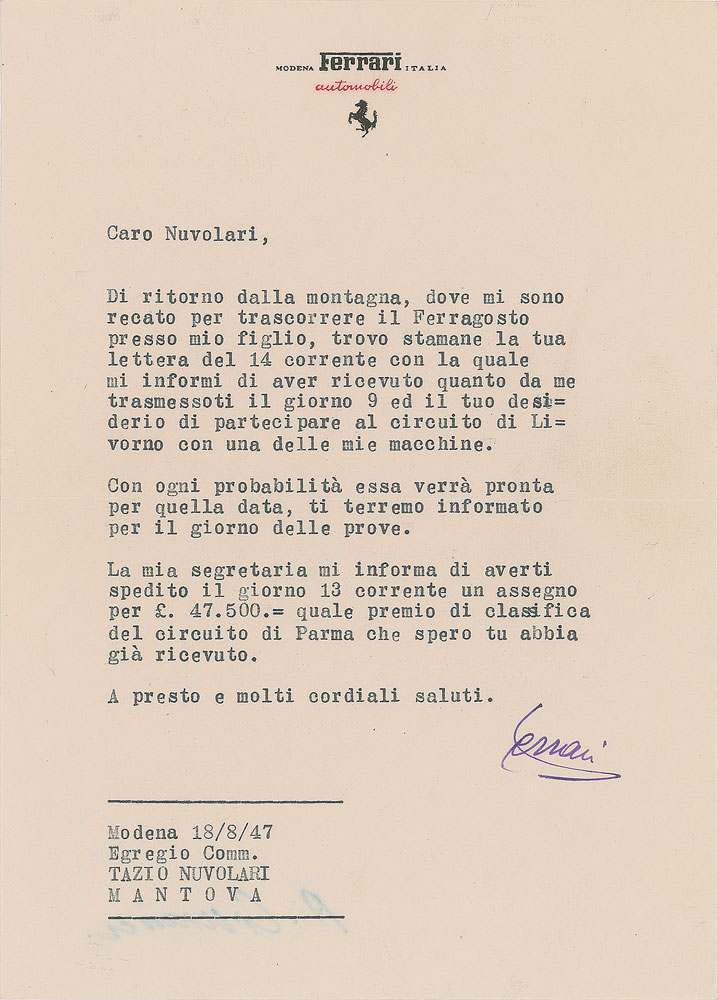 MODENA Ferrari ITALIA
automobili
Caro Nuvolari,
Di ritorno dalla montagna, dove mi sono
recato per trascorrere il Ferragosto
presso mio figlio, trovo stamane la tua
lettera del 14 corrente con la quale
mi informi di aver ricevuto quanto da me
trasmessoti il giorno 9 ed il tuo desi=
derio di partecipare al circuito di Li=
vorno con una delle mie macchine.
Con ogni probabilità essa verrà pronta
per quella data, ti terremo informato
per il giorno delle prove.
La mia segretaria mi informa di averti
spedito il giorno 13 corrente un assegno
per £. 47.500.= quale premio di classifica
del circuito di Parma che spero tu abbia
già ricevuto.
A presto e molti cordiali saluti.
Ferrari
Modena 18/8/47
Egregio Comm.
TAZIO NUVOLARI
M A N T O V A